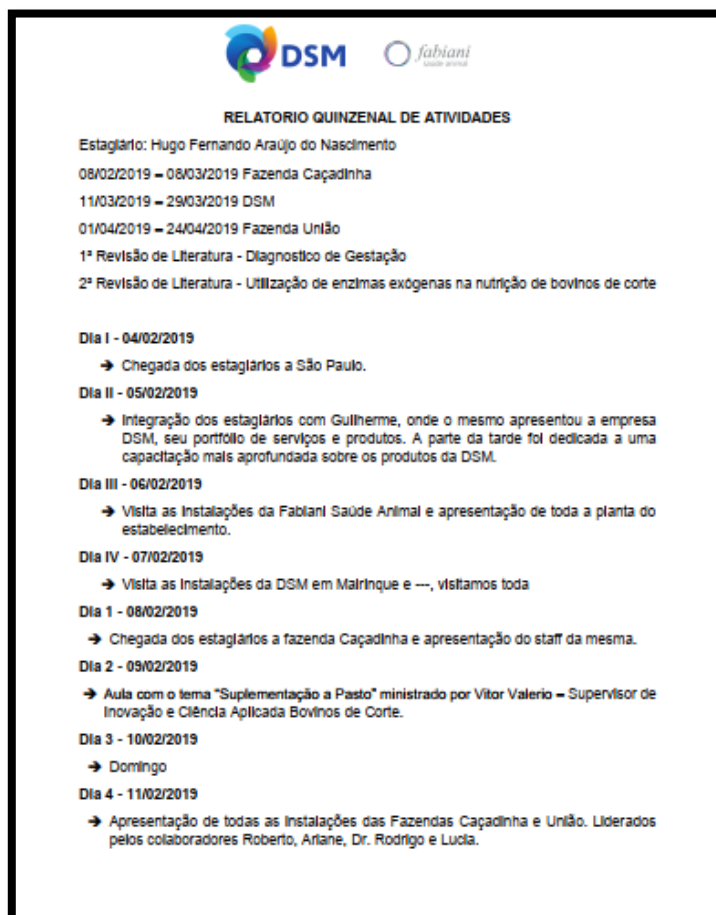 DSM fabiani
saúde animal
RELATORIO QUINZENAL DE ATIVIDADES
Estagiário: Hugo Fernando Araújo do Nascimento
08/02/2019 – 08/03/2019 Fazenda Caçadinha
11/03/2019 – 29/03/2019 DSM
01/04/2019 – 24/04/2019 Fazenda União
1ª Revisão de Literatura - Diagnostico de Gestação
2ª Revisão de Literatura - Utilização de enzimas exógenas na nutrição de bovinos de corte
Dia I - 04/02/2019
➔ Chegada dos estagiários a São Paulo.
Dia II - 05/02/2019
➔ Integração dos estagiários com Guilherme, onde o mesmo apresentou a empresa
DSM, seu portfólio de serviços e produtos. A parte da tarde foi dedicada a uma
capacitação mais aprofundada sobre os produtos da DSM.
Dia III - 06/02/2019
➔ Visita as instalações da Fabiani Saúde Animal e apresentação de toda a planta do
estabelecimento.
Dia IV - 07/02/2019
➔ Visita as instalações da DSM em Mairinque e ---, visitamos toda
Dia 1 - 08/02/2019
➔ Chegada dos estagiários a fazenda Caçadinha e apresentação do staff da mesma.
Dia 2 - 09/02/2019
➔ Aula com o tema “Suplementação a Pasto” ministrado por Vitor Valerio – Supervisor de
Inovação e Ciência Aplicada Bovinos de Corte.
Dia 3 - 10/02/2019
➔ Domingo
Dia 4 - 11/02/2019
➔ Apresentação de todas as instalações das Fazendas Caçadinha e União. Liderados
pelos colaboradores Roberto, Ariane, Dr. Rodrigo e Lucia.